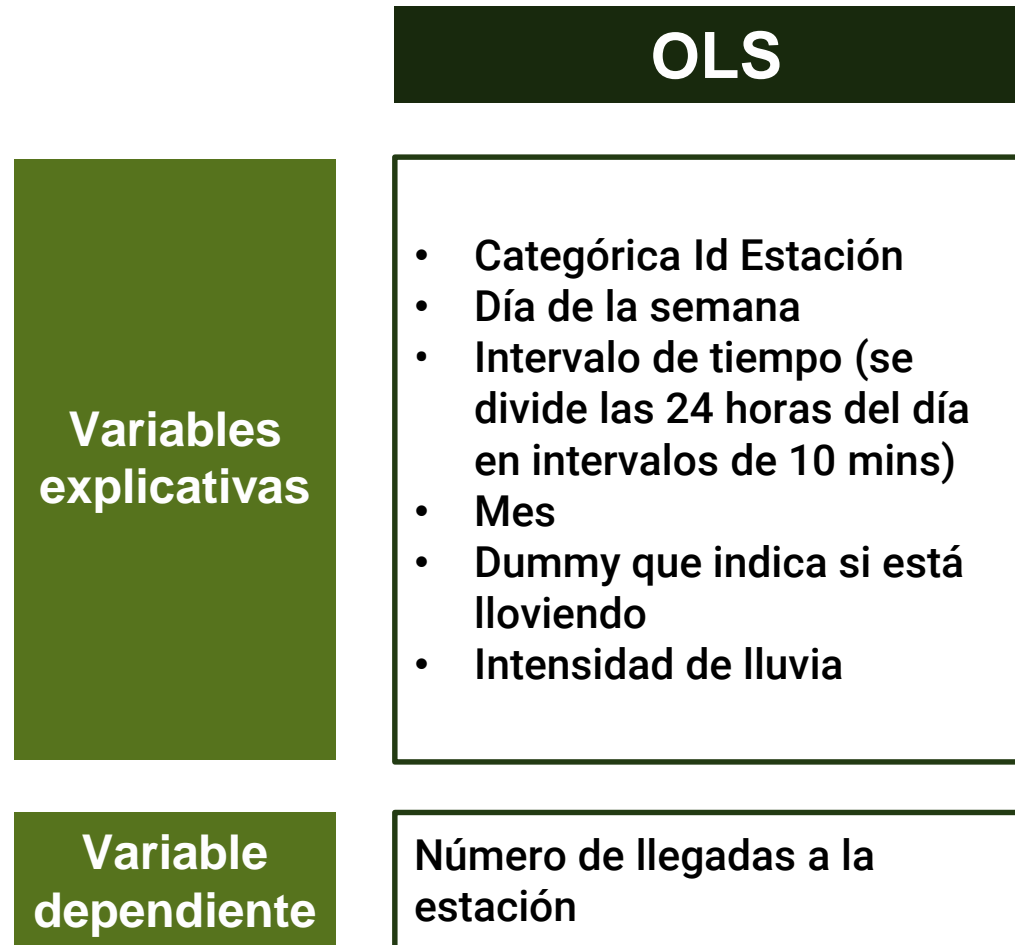 OLS
Variables
explicativas
• Categórica Id Estación
• Día de la semana
• Intervalo de tiempo (se
divide las 24 horas del día
en intervalos de 10 mins)
• Mes
• Dummy que indica si está
lloviendo
• Intensidad de lluvia
Variable
dependiente
Número de llegadas a la
estación